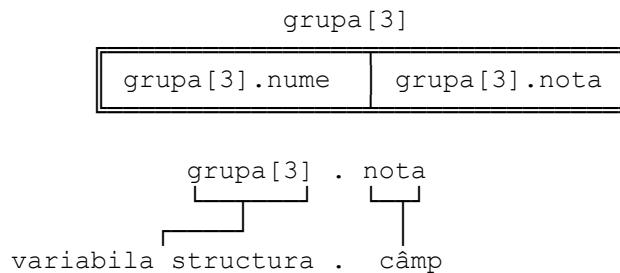 grupa[3]
grupa[3].nume grupa[3].nota
grupa[3] . nota
variabila structura . câmp